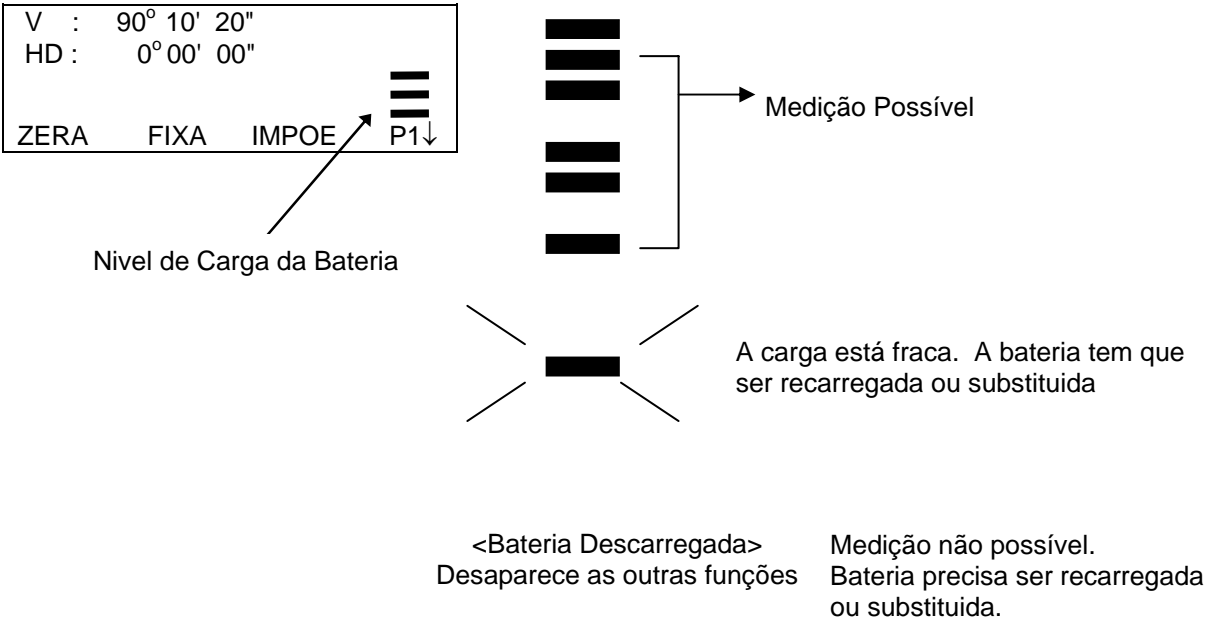 V : 90° 10' 20"
HD : 0° 00' 00"
ZERA FIXA IMPOE P1↓
Nivel de Carga da Bateria
Medição Possível
A carga está fraca. A bateria tem que
ser recarregada ou substituida
<Bateria Descarregada>
Desaparece as outras funções
Medição não possível.
Bateria precisa ser recarregada
ou substituida.